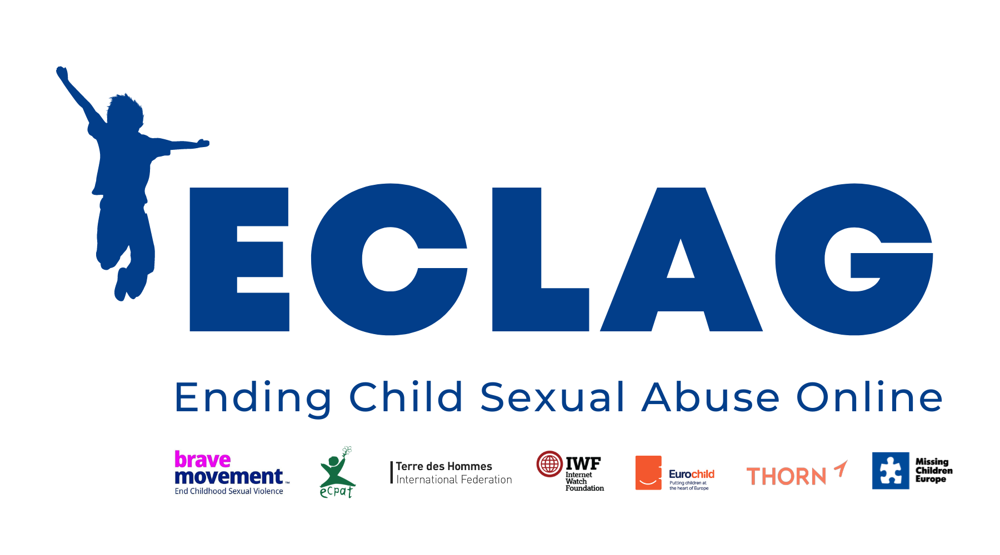 ECLAG
Ending Child Sexual Abuse Online
brave
movement™
End Childhood Sexual Violence
ecpat
Terre des Hommes
International Federation
IWF
Internet
Watch
Foundation
Eurochild
Putting children at
the heart of Europe
THORN
Missing
Children
Europe